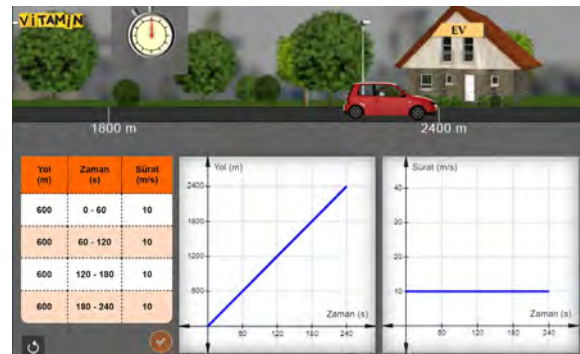 VİTAMİN
EV
1800 m
2400 m
Yol (m)
Zaman (s)
Sürat (m/s)
600
0 - 60
10
600
60 - 120
10
600
120 - 180
10
600
180 - 240
10
Yol (m)
2400
1800
1200
600
60
120
180
240
Zaman (s)
Sürat (m/s)
40
30
20
10
60
120
180
240
Zaman (s)